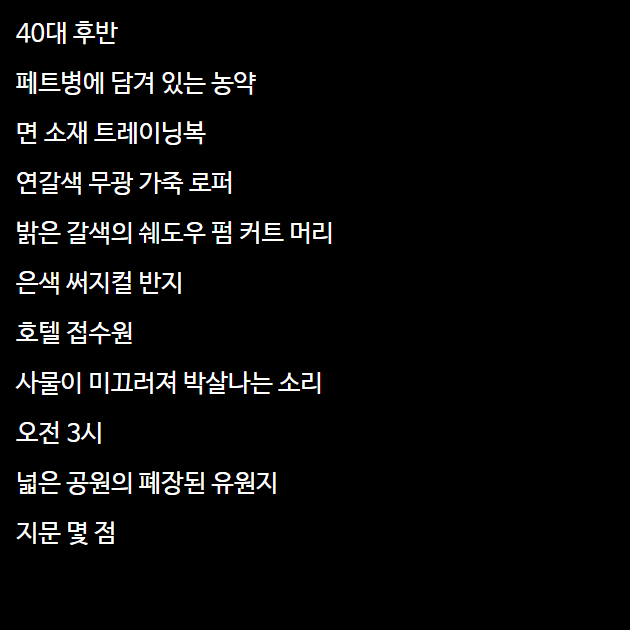 40대 후반
페트병에 담겨 있는 농약
면 소재 트레이닝복
연갈색 무광 가죽 로퍼
밝은 갈색의 쉐도우 펌 커트 머리
은색 써지컬 반지
호텔 접수원
사물이 미끄러져 박살나는 소리
오전 3시
넓은 공원의 폐장된 유원지
지문 몇 점